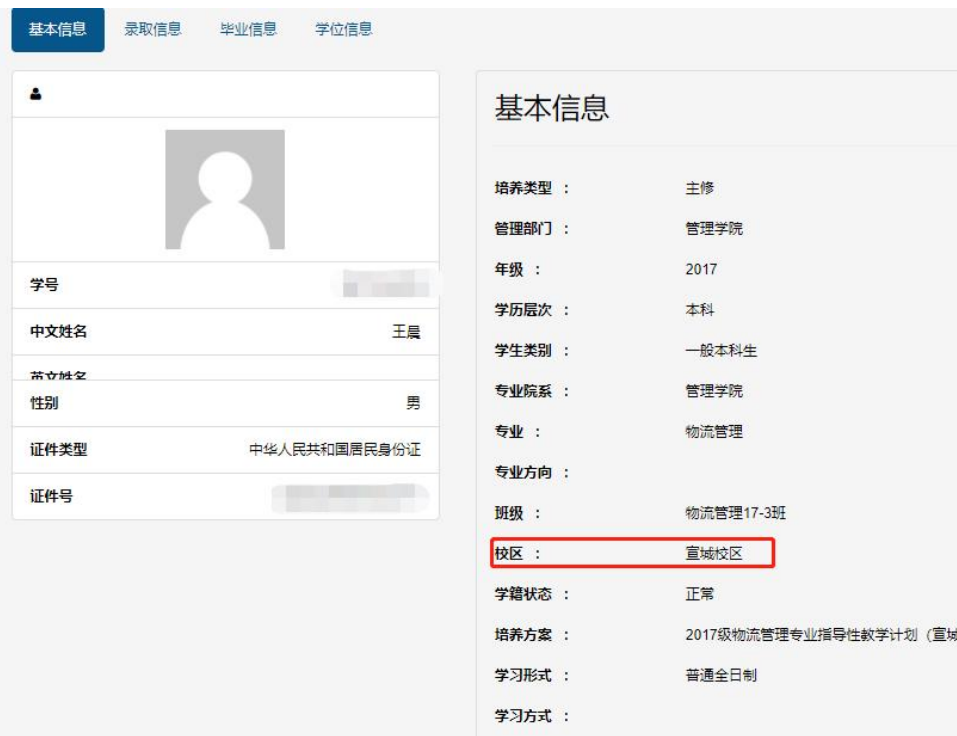 基本信息 录取信息 毕业信息 学位信息
学号
中文姓名 王晨
英文姓名
性别 男
证件类型 中华人民共和国居民身份证
证件号
基本信息
培养类型 : 主修
管理部门 : 管理学院
年级 : 2017
学历层次 : 本科
学生类别 : 一般本科生
专业院系 : 管理学院
专业 : 物流管理
专业方向 :
班级 : 物流管理17-3班
校区 : 宣城校区
学籍状态 : 正常
培养方案 : 2017级物流管理专业指导性教学计划（宣城
学习形式 : 普通全日制
学习方式 :